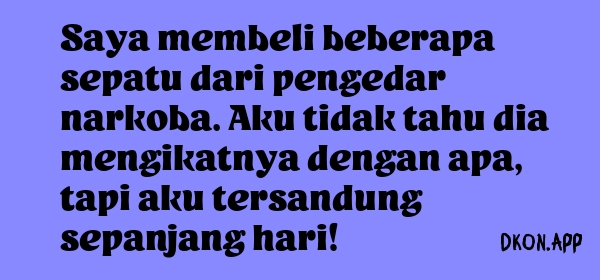 Saya membeli beberapa
sepatu dari pengedar
narkoba. Aku tidak tahu dia
mengikatnya dengan apa,
tapi aku tersandung
sepanjang hari!
DKON.APP